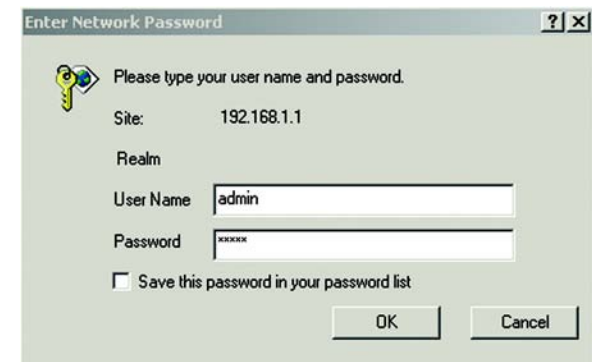 Enter Network Password
Please type your user name and password.
Site: 192.168.1.1
Realm
User Name admin
Password xxxxx
Save this password in your password list
OK Cancel